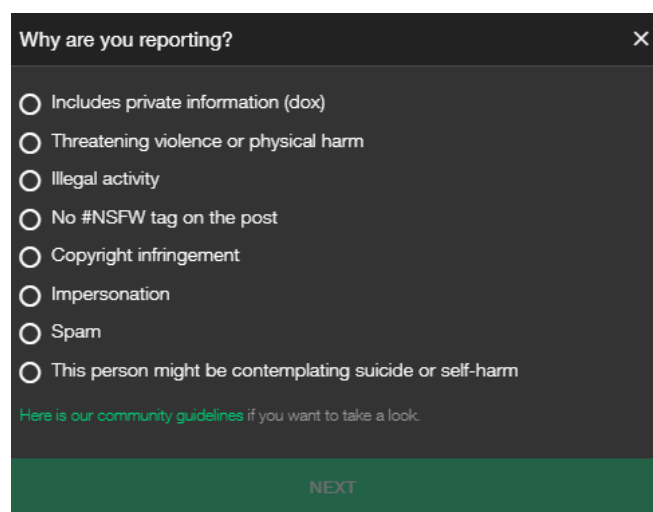 Why are you reporting?
Includes private information (dox)
Threatening violence or physical harm
Illegal activity
No #NSFW tag on the post
Copyright infringement
Impersonation
Spam
This person might be contemplating suicide or self-harm
Here is our community guidelines if you want to take a look.
NEXT